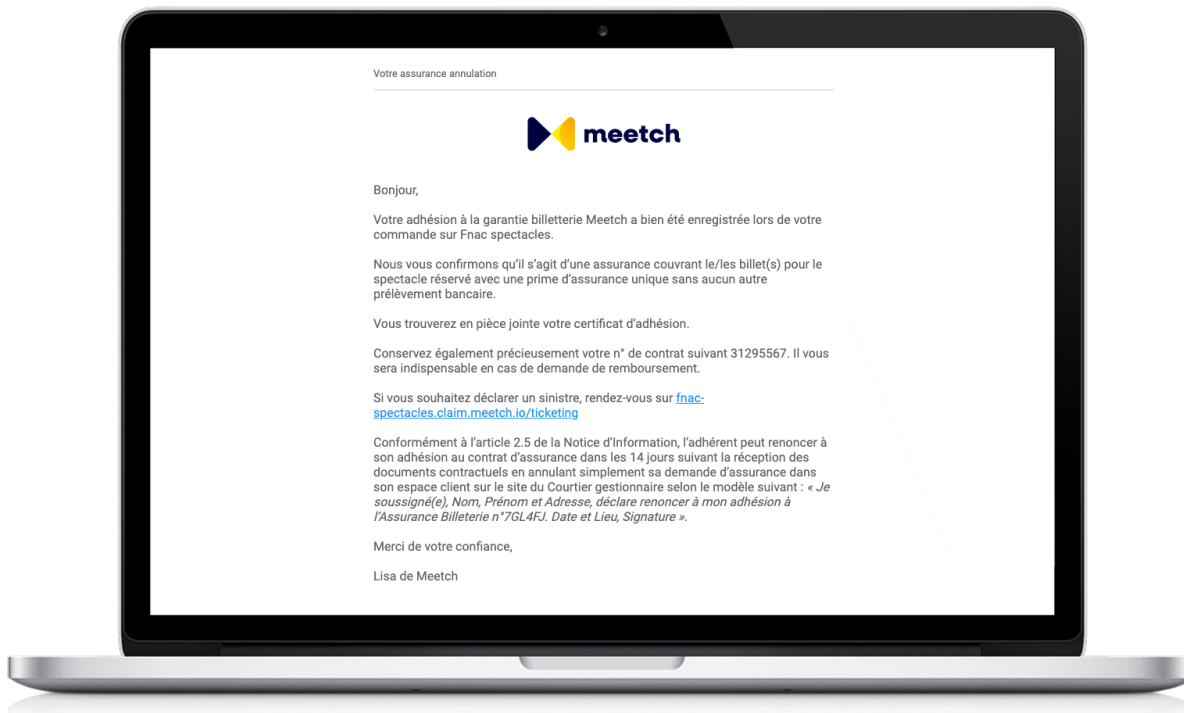 Votre assurance annulation
meetch
Bonjour,
Votre adhésion à la garantie billetterie Meetch a bien été enregistrée lors de votre
commande sur Fnac spectacles.
Nous vous confirmons qu'il s'agit d'une assurance couvrant le/les billet(s) pour le
spectacle réservé avec une prime d'assurance unique sans aucun autre
prélèvement bancaire.
Vous trouverez en pièce jointe votre certificat d'adhésion.
Conservez également précieusement votre n° de contrat suivant 31295567. Il vous
sera indispensable en cas de demande de remboursement.
Si vous souhaitez déclarer un sinistre, rendez-vous sur fnac-
spectacles.claim.meetch.io/ticketing
Conformément à l'article 2.5 de la Notice d'Information, l'adhérent peut renoncer à
son adhésion au contrat d'assurance dans les 14 jours suivant la réception des
documents contractuels en annulant simplement sa demande d'assurance dans
son espace client sur le site du Courtier gestionnaire selon le modèle suivant : « Je
soussigné(e), Nom, Prénom et Adresse, déclare renoncer à mon adhésion à
l'Assurance Billeterie n°7GL4FJ. Date et Lieu, Signature ».
Merci de votre confiance,
Lisa de Meetch